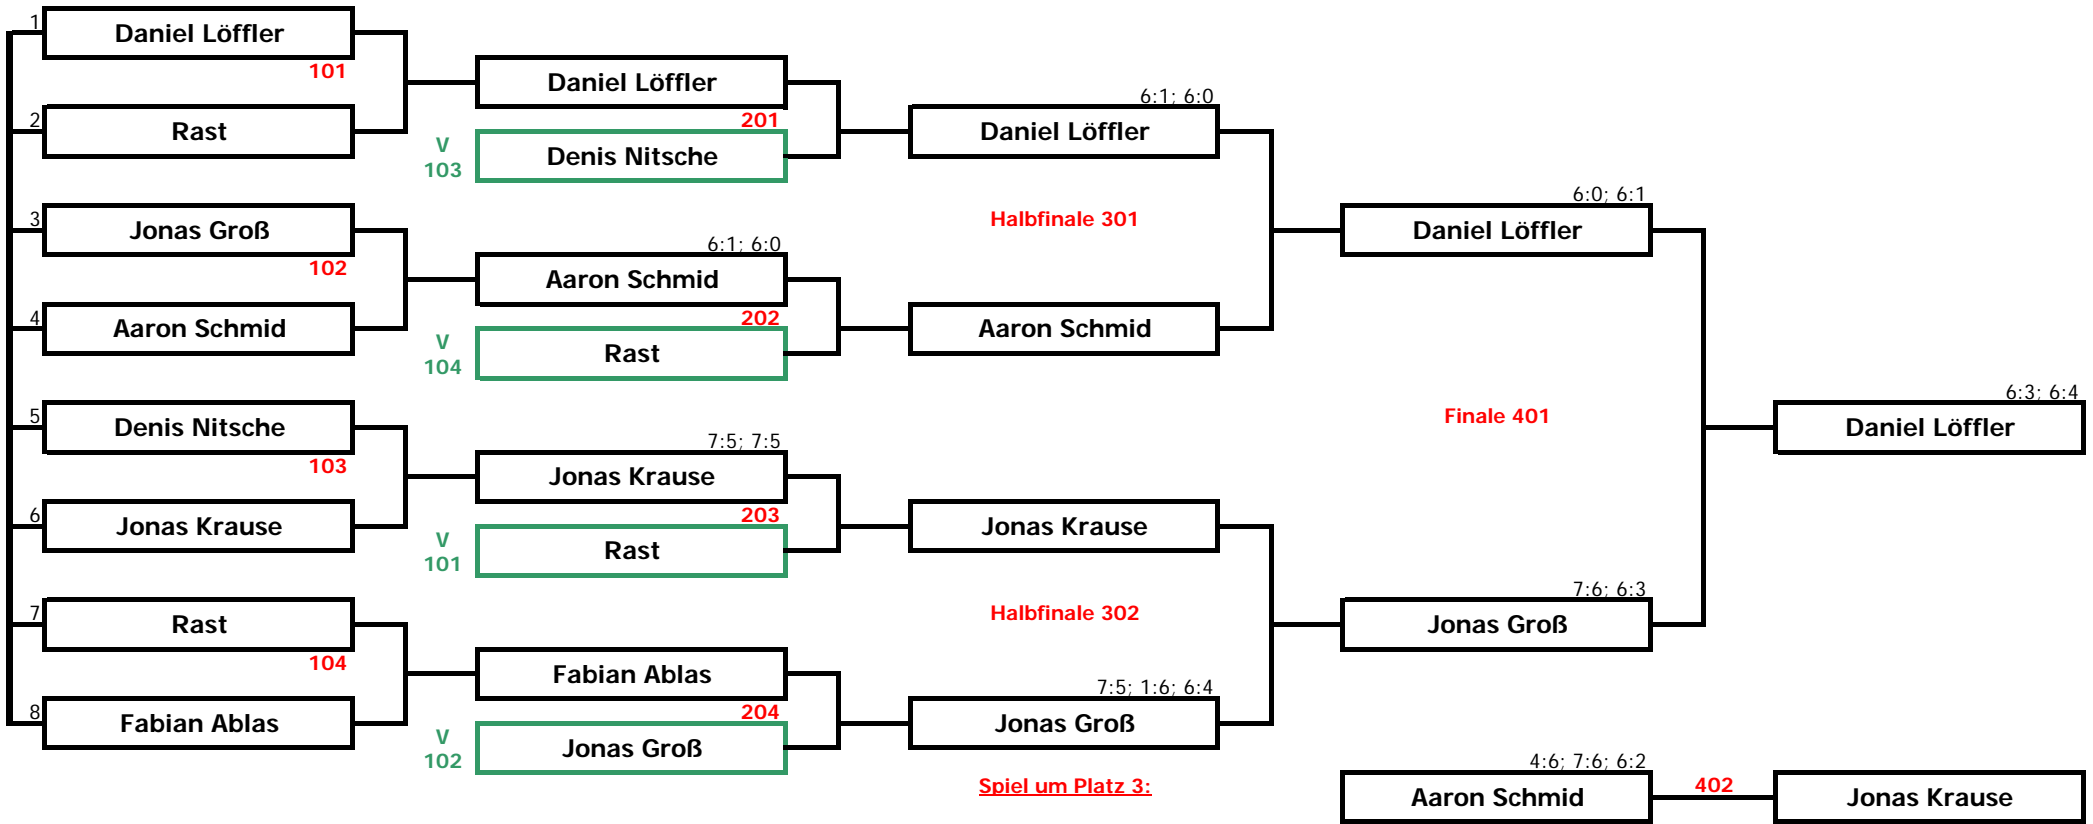 1
Daniel Löffler
101
2
Rast
3
Jonas Groß
102
4
Aaron Schmid
5
Denis Nitsche
103
6
Jonas Krause
7
Rast
104
8
Fabian Ablas
Daniel Löffler
201
V
103
Denis Nitsche
6:1; 6:0
Aaron Schmid
202
V
104
Rast
7:5; 7:5
Jonas Krause
203
V
101
Rast
Fabian Ablas
204
V
102
Jonas Groß
6:1; 6:0
Daniel Löffler
Halbfinale 301
Aaron Schmid
Jonas Krause
Halbfinale 302
7:5; 1:6; 6:4
Jonas Groß
6:0; 6:1
Daniel Löffler
Finale 401
7:6; 6:3
Jonas Groß
6:3; 6:4
Daniel Löffler
Spiel um Platz 3:
4:6; 7:6; 6:2
Aaron Schmid
402
Jonas Krause